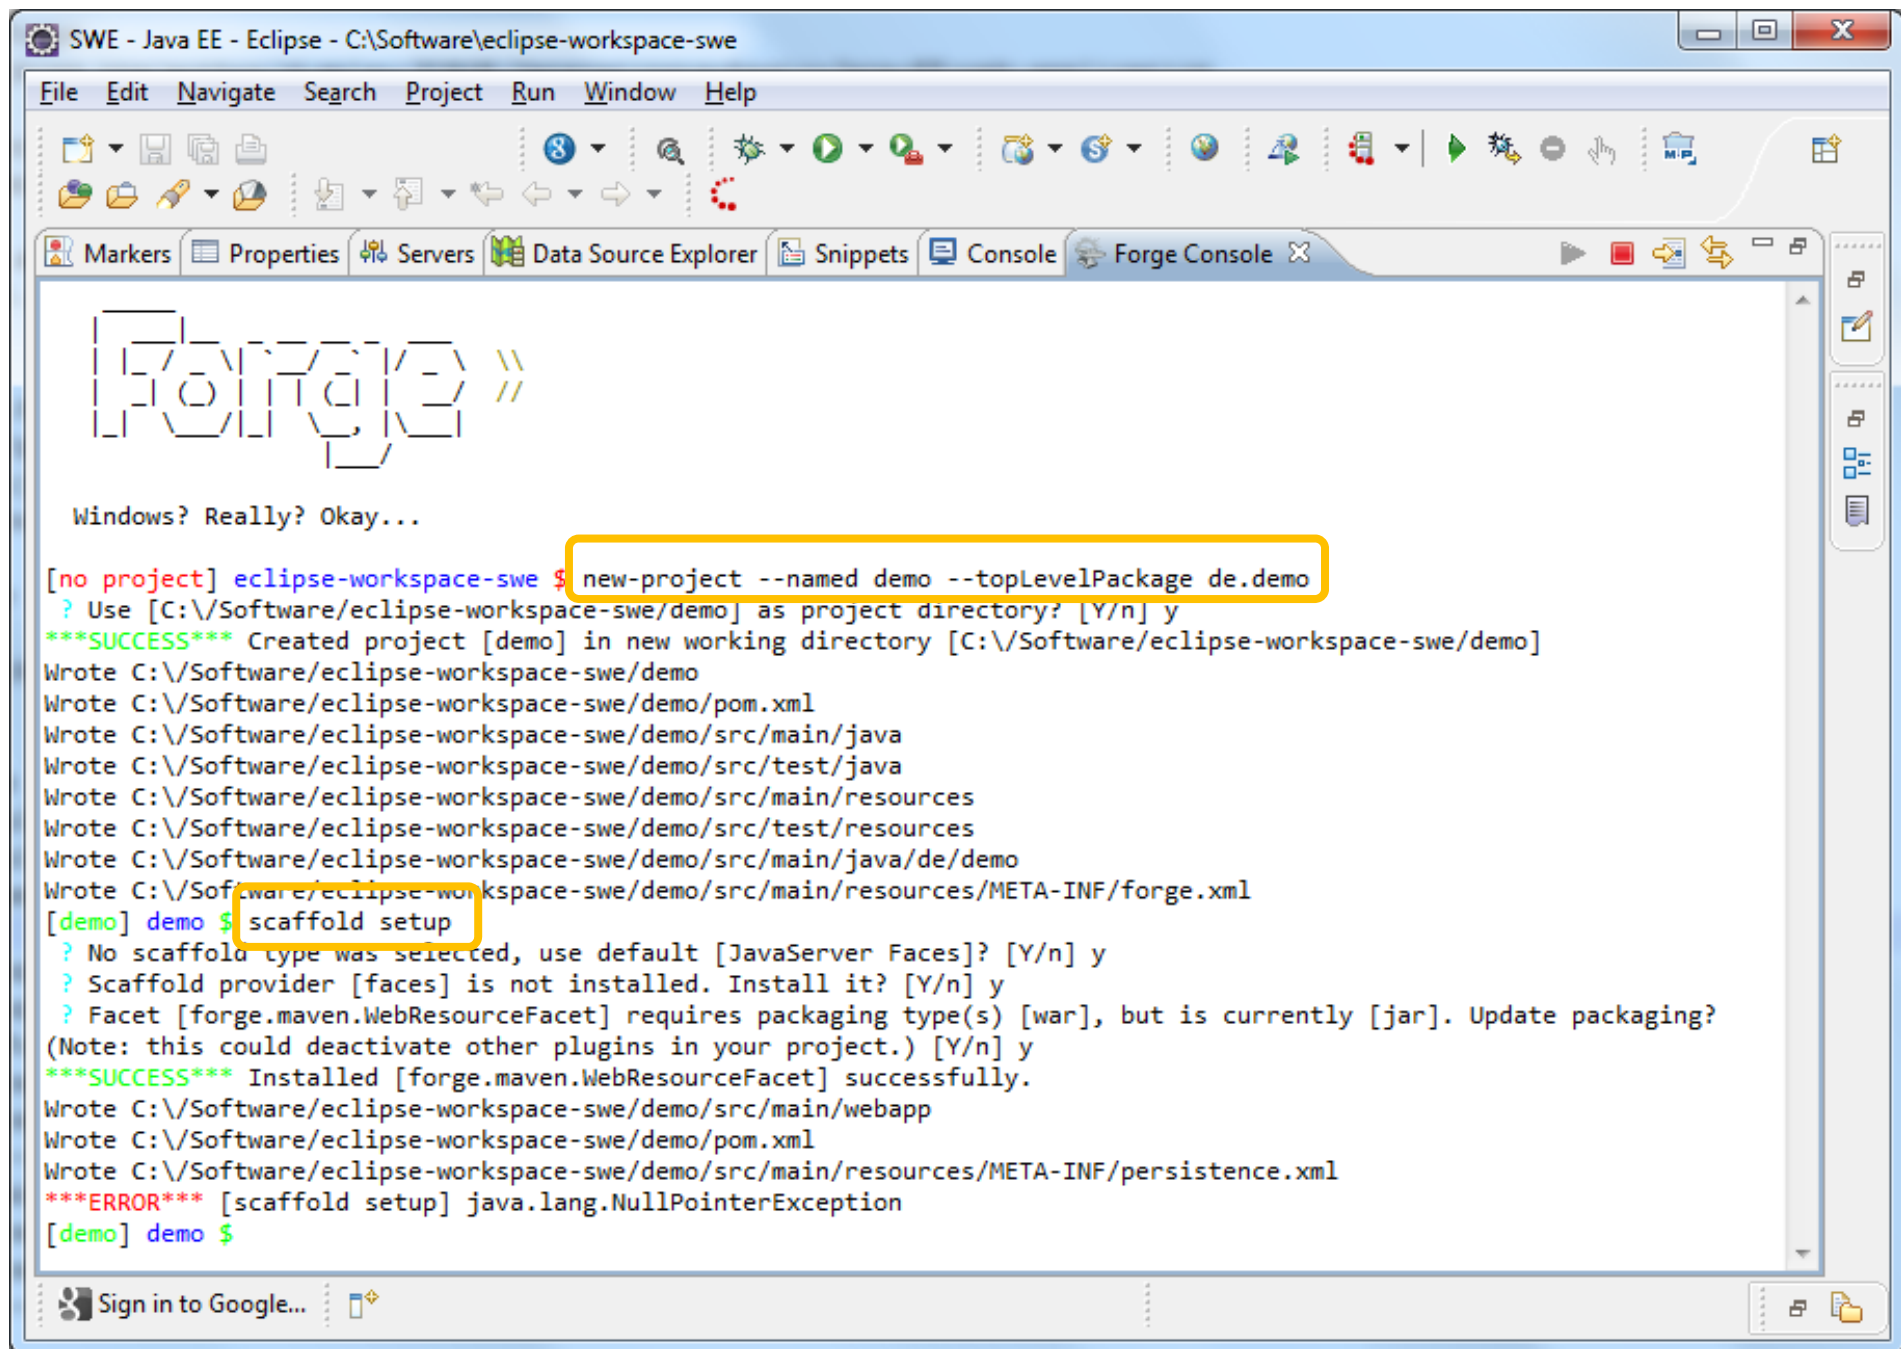 SWE - Java EE - Eclipse - C:\Software\eclipse-workspace-swe
File Edit Navigate Search Project Run Window Help
Markers Properties Servers Data Source Explorer Snippets Console Forge Console
Forge
Windows? Really? Okay...
[no project] eclipse-workspace-swe $ new-project --named demo --topLevelPackage de.demo
? Use [C:\/Software/eclipse-workspace-swe/demo] as project directory? [Y/n] y
***SUCCESS*** Created project [demo] in new working directory [C:\/Software/eclipse-workspace-swe/demo]
Wrote C:\/Software/eclipse-workspace-swe/demo
Wrote C:\/Software/eclipse-workspace-swe/demo/pom.xml
Wrote C:\/Software/eclipse-workspace-swe/demo/src/main/java
Wrote C:\/Software/eclipse-workspace-swe/demo/src/test/java
Wrote C:\/Software/eclipse-workspace-swe/demo/src/main/resources
Wrote C:\/Software/eclipse-workspace-swe/demo/src/test/resources
Wrote C:\/Software/eclipse-workspace-swe/demo/src/main/java/de/demo
Wrote C:\/Software/eclipse-workspace-swe/demo/src/main/resources/META-INF/forge.xml
[demo] demo $ scaffold setup
? No scaffold type was selected, use default [JavaServer Faces]? [Y/n] y
? Scaffold provider [faces] is not installed. Install it? [Y/n] y
? Facet [forge.maven.WebResourceFacet] requires packaging type(s) [war], but is currently [jar]. Update packaging?
(Note: this could deactivate other plugins in your project.) [Y/n] y
***SUCCESS*** Installed [forge.maven.WebResourceFacet] successfully.
Wrote C:\/Software/eclipse-workspace-swe/demo/src/main/webapp
Wrote C:\/Software/eclipse-workspace-swe/demo/pom.xml
Wrote C:\/Software/eclipse-workspace-swe/demo/src/main/resources/META-INF/persistence.xml
***ERROR*** [scaffold setup] java.lang.NullPointerException
[demo] demo $
Sign in to Google...